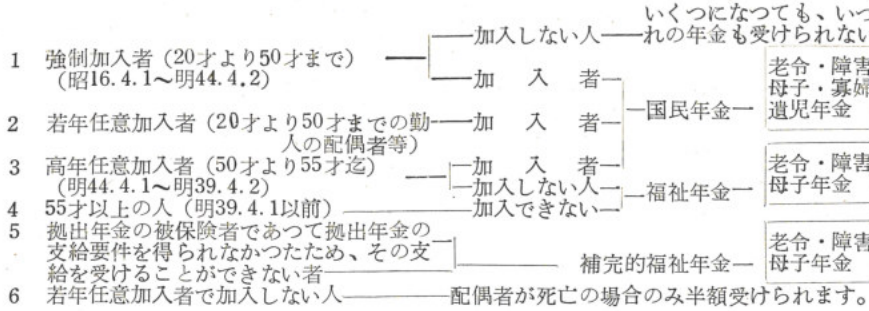 いくつになつても、いつ
れの年金も受けられない
加入しない人
1 強制加入者（20才より50才まで）
（昭16.4.1～明44.4.2）
加入者
老令・障害
母子・寡婦
遺児年金
国民年金
2 若年任意加入者（20才より50才までの勤
人の配偶者等）
加入者
3 高年任意加入者（50才より55才迄）
（明44.4.1～明39.4.2）
加入者
加入しない人
福祉年金
老令・障害
母子年金
4 55才以上の人（明39.4.1以前）
加入できない
5 拠出年金の被保険者であつて拠出年金の
支給要件を得られなかつたため、その支
給を受けることができない者
補完的福祉年金
老令・障害
母子年金
6 若年任意加入者で加入しない人
配偶者が死亡の場合のみ半額受けられます。